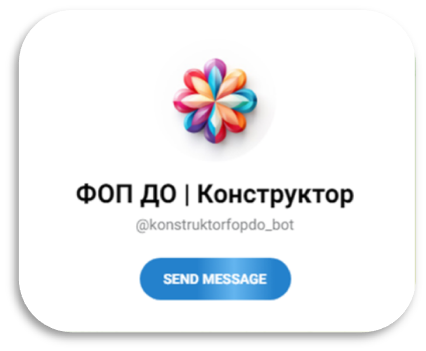 ФОП ДО | Конструктор
@konstruktorfopdo_bot
SEND MESSAGE